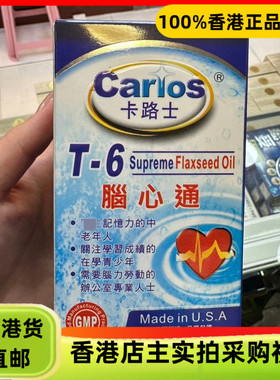 100%香港正品
Carlos®
卡路士
T-6 Supreme Flaxseed Oil
腦心通
記憶力的中
老年人
關注學習成績的
在學青少年
需要腦力勞動的
辦公室專業人士
GMP
Made in U.S.A
港货
直邮
香港店主实拍采购视